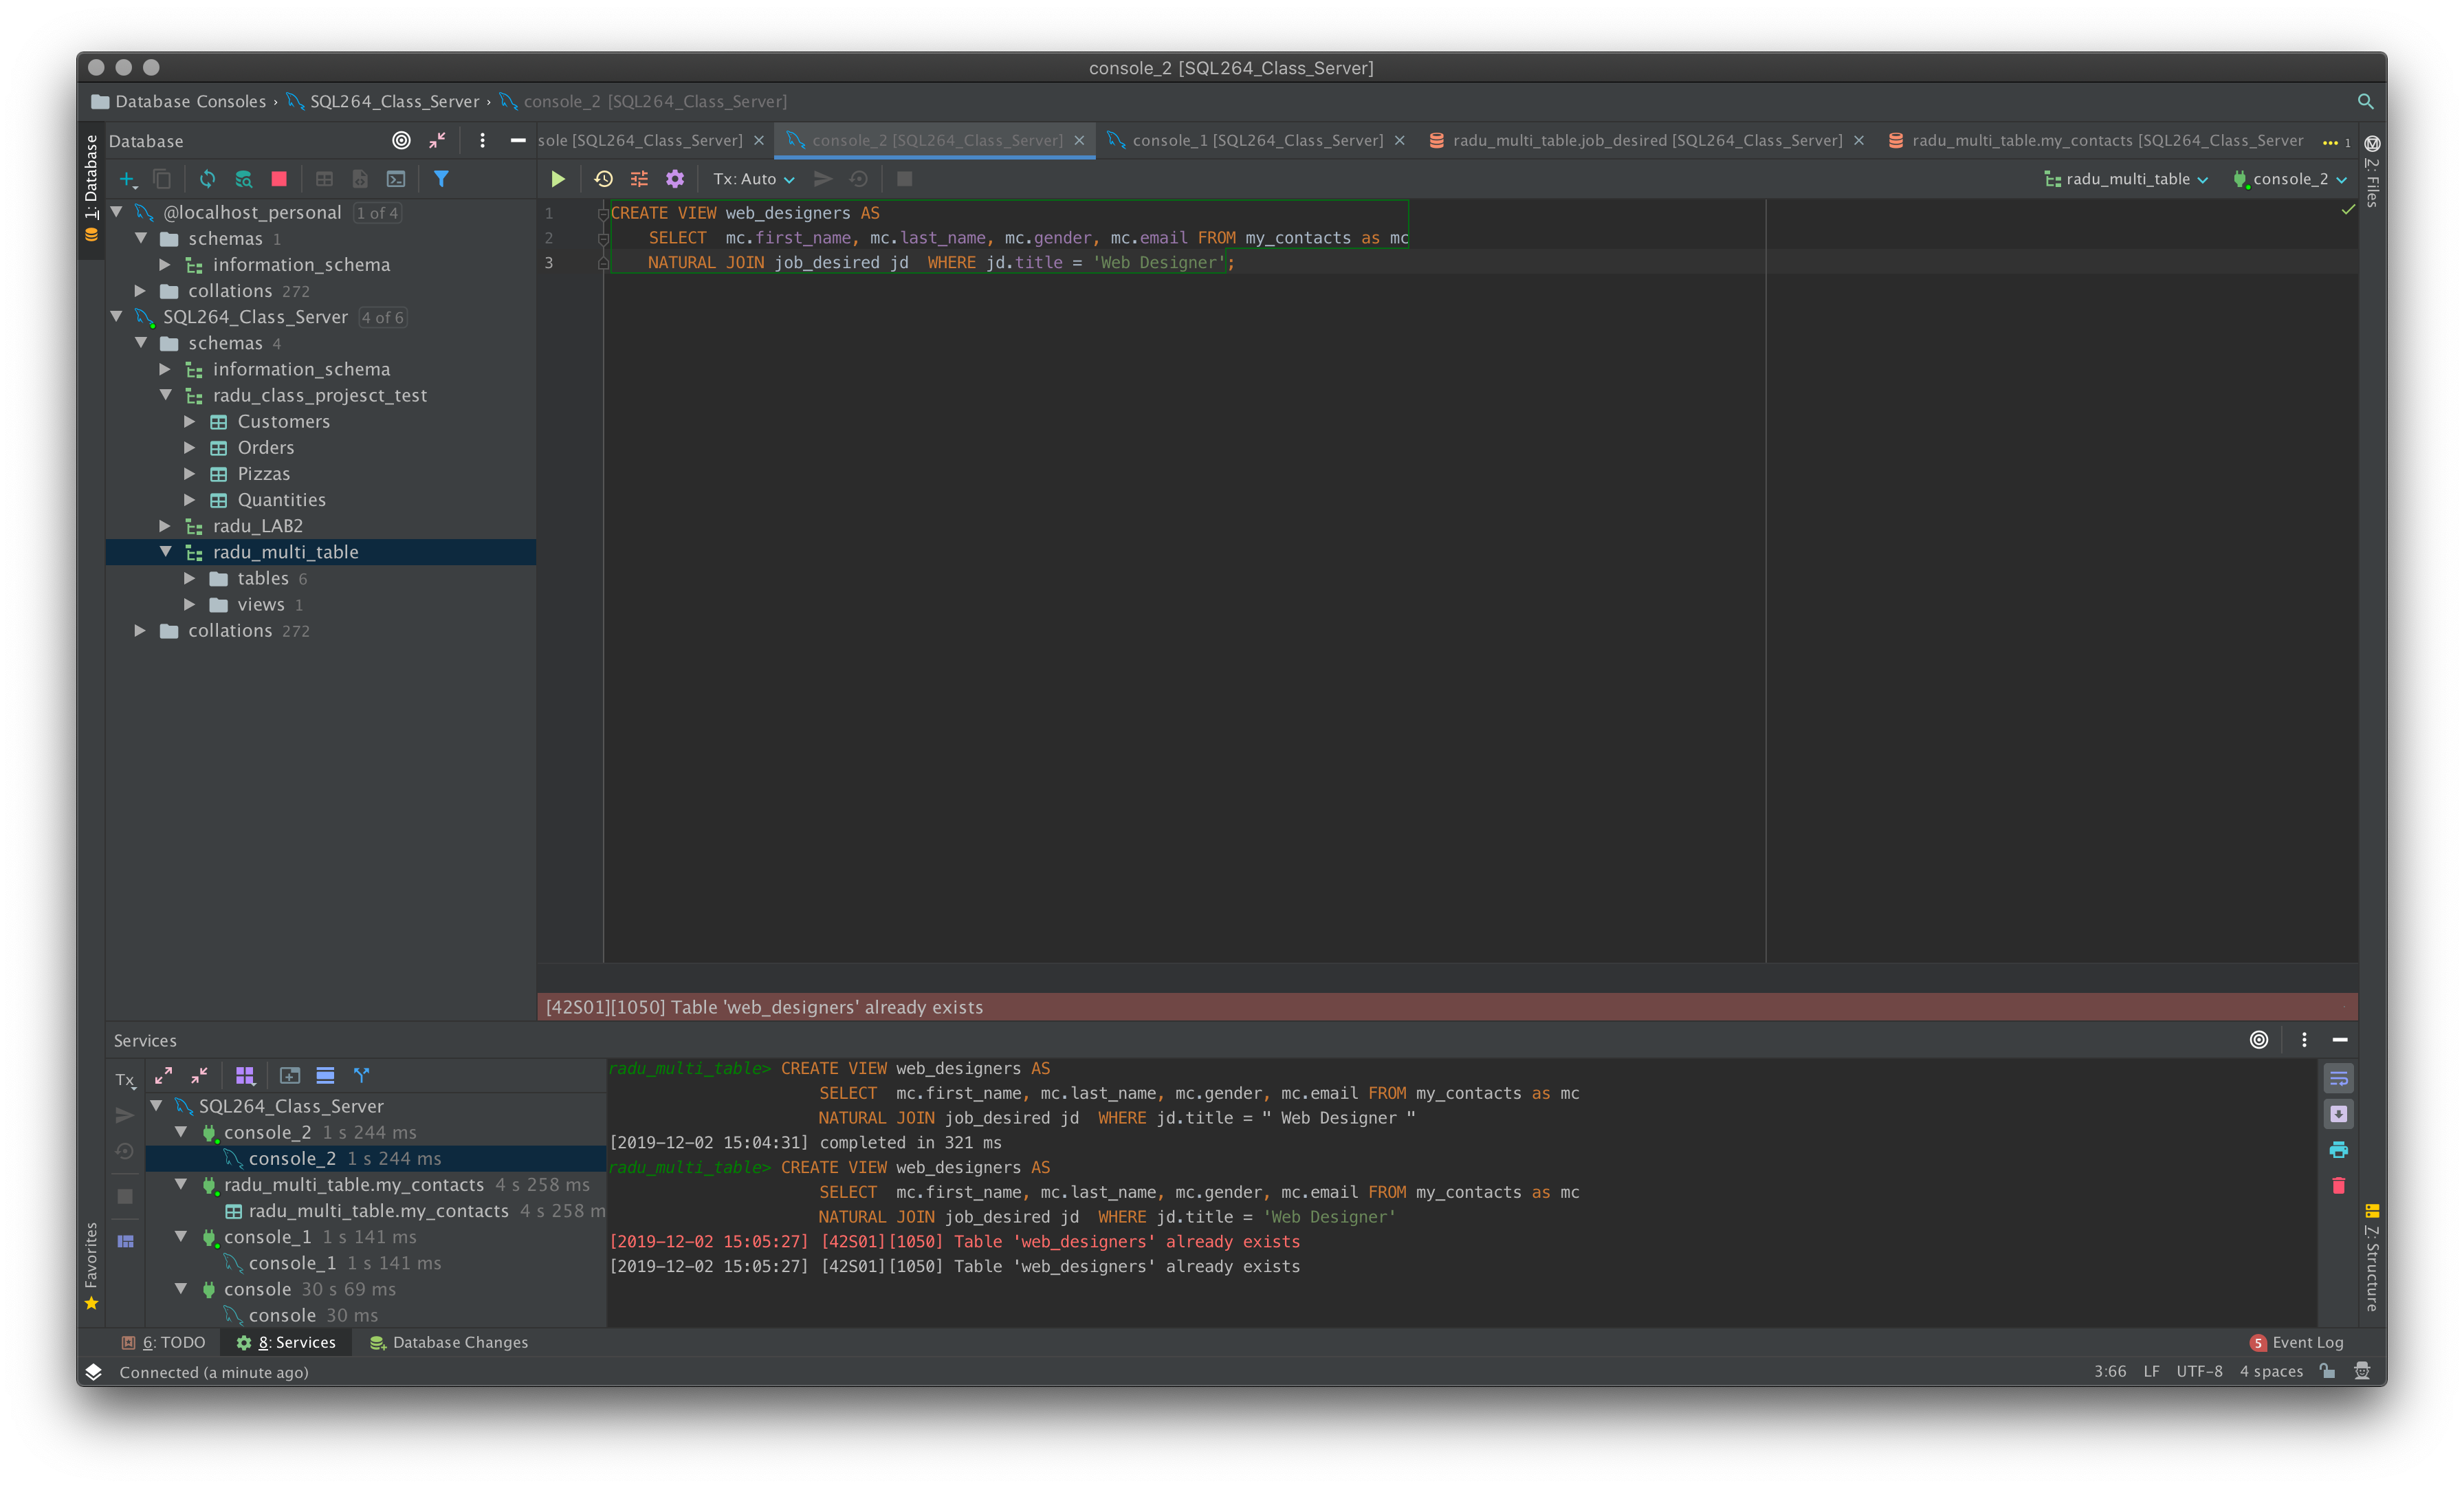 console_2 [SQL264_Class_Server]
Database Consoles › SQL264_Class_Server › console_2 [SQL264_Class_Server]
1: Database
Database
sole [SQL264_Class_Server] console_2 [SQL264_Class_Server] console_1 [SQL264_Class_Server] radu_multi_table.job_desired [SQL264_Class_Server] radu_multi_table.my_contacts [SQL264_Class_Server 1
2: Files
Tx: Auto radu_multi_table console_2
@localhost_personal 1 of 4
schemas 1
information_schema
collations 272
SQL264_Class_Server 4 of 6
schemas 4
information_schema
radu_class_projesct_test
Customers
Orders
Pizzas
Quantities
radu_LAB2
radu_multi_table
tables 6
views 1
collations 272
1 CREATE VIEW web_designers AS
2 SELECT mc.first_name, mc.last_name, mc.gender, mc.email FROM my_contacts as mc
3 NATURAL JOIN job_desired jd WHERE jd.title = 'Web Designer';
[42S01][1050] Table 'web_designers' already exists
Services
Tx
SQL264_Class_Server
console_2 1 s 244 ms
console_2 1 s 244 ms
radu_multi_table.my_contacts 4 s 258 ms
radu_multi_table.my_contacts 4 s 258 m
console_1 1 s 141 ms
console_1 1 s 141 ms
console 30 s 69 ms
console 30 ms
radu_multi_table> CREATE VIEW web_designers AS
SELECT mc.first_name, mc.last_name, mc.gender, mc.email FROM my_contacts as mc
NATURAL JOIN job_desired jd WHERE jd.title = " Web Designer "
[2019-12-02 15:04:31] completed in 321 ms
radu_multi_table> CREATE VIEW web_designers AS
SELECT mc.first_name, mc.last_name, mc.gender, mc.email FROM my_contacts as mc
NATURAL JOIN job_desired jd WHERE jd.title = 'Web Designer'
[2019-12-02 15:05:27] [42S01][1050] Table 'web_designers' already exists
[2019-12-02 15:05:27] [42S01][1050] Table 'web_designers' already exists
Favorites
7: Structure
6: TODO 8: Services Database Changes 5 Event Log
Connected (a minute ago) 3:66 LF UTF-8 4 spaces